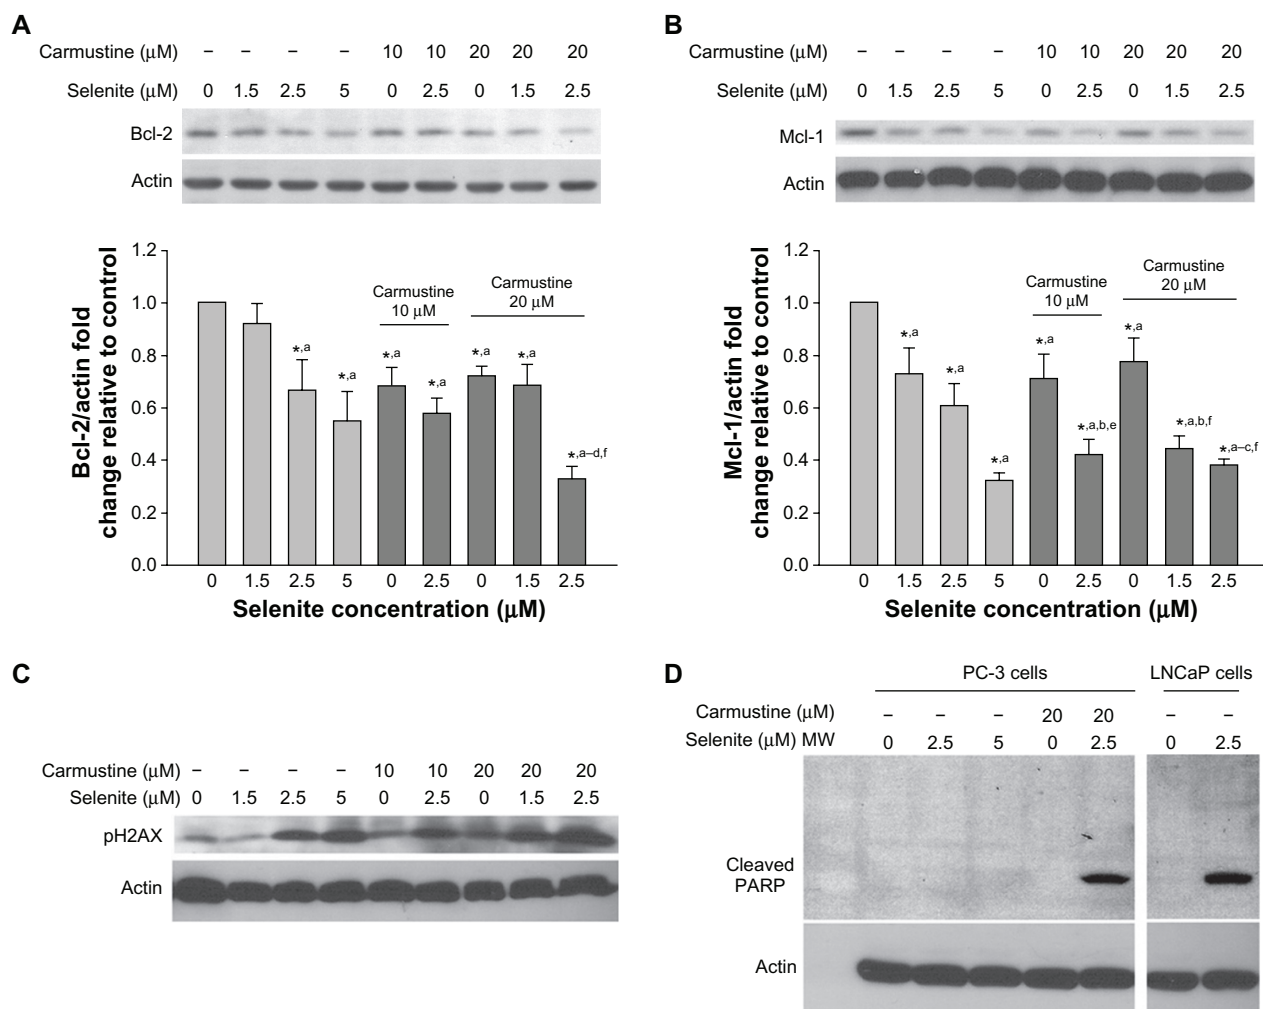 A
Carmustine (μM) – – – – 10 10 20 20 20
Selenite (μM) 0 1.5 2.5 5 0 2.5 0 1.5 2.5
Bcl-2
Actin
1.2
1.0
0.8
0.6
0.4
0.2
0.0
Bcl-2/actin fold
change relative to control
Carmustine
10 μM
Carmustine
20 μM
*,a
*,a
*,a
*,a
*,a
*,a
*,a–d,f
0 1.5 2.5 5 0 2.5 0 1.5 2.5
Selenite concentration (μM)
B
Carmustine (μM) – – – – 10 10 20 20 20
Selenite (μM) 0 1.5 2.5 5 0 2.5 0 1.5 2.5
Mcl-1
Actin
1.2
1.0
0.8
0.6
0.4
0.2
0.0
Mcl-1/actin fold
change relative to control
Carmustine
10 μM
Carmustine
20 μM
*,a
*,a
*,a
*,a
*,a,b,e
*,a
*,a,b,f
*,a–c,f
0 1.5 2.5 5 0 2.5 0 1.5 2.5
Selenite concentration (μM)
C
Carmustine (μM) – – – – 10 10 20 20 20
Selenite (μM) 0 1.5 2.5 5 0 2.5 0 1.5 2.5
pH2AX
Actin
D
PC-3 cells LNCaP cells
Carmustine (μM) – – – 20 20 – –
Selenite (μM) MW 0 2.5 5 0 2.5 0 2.5
Cleaved
PARP
Actin